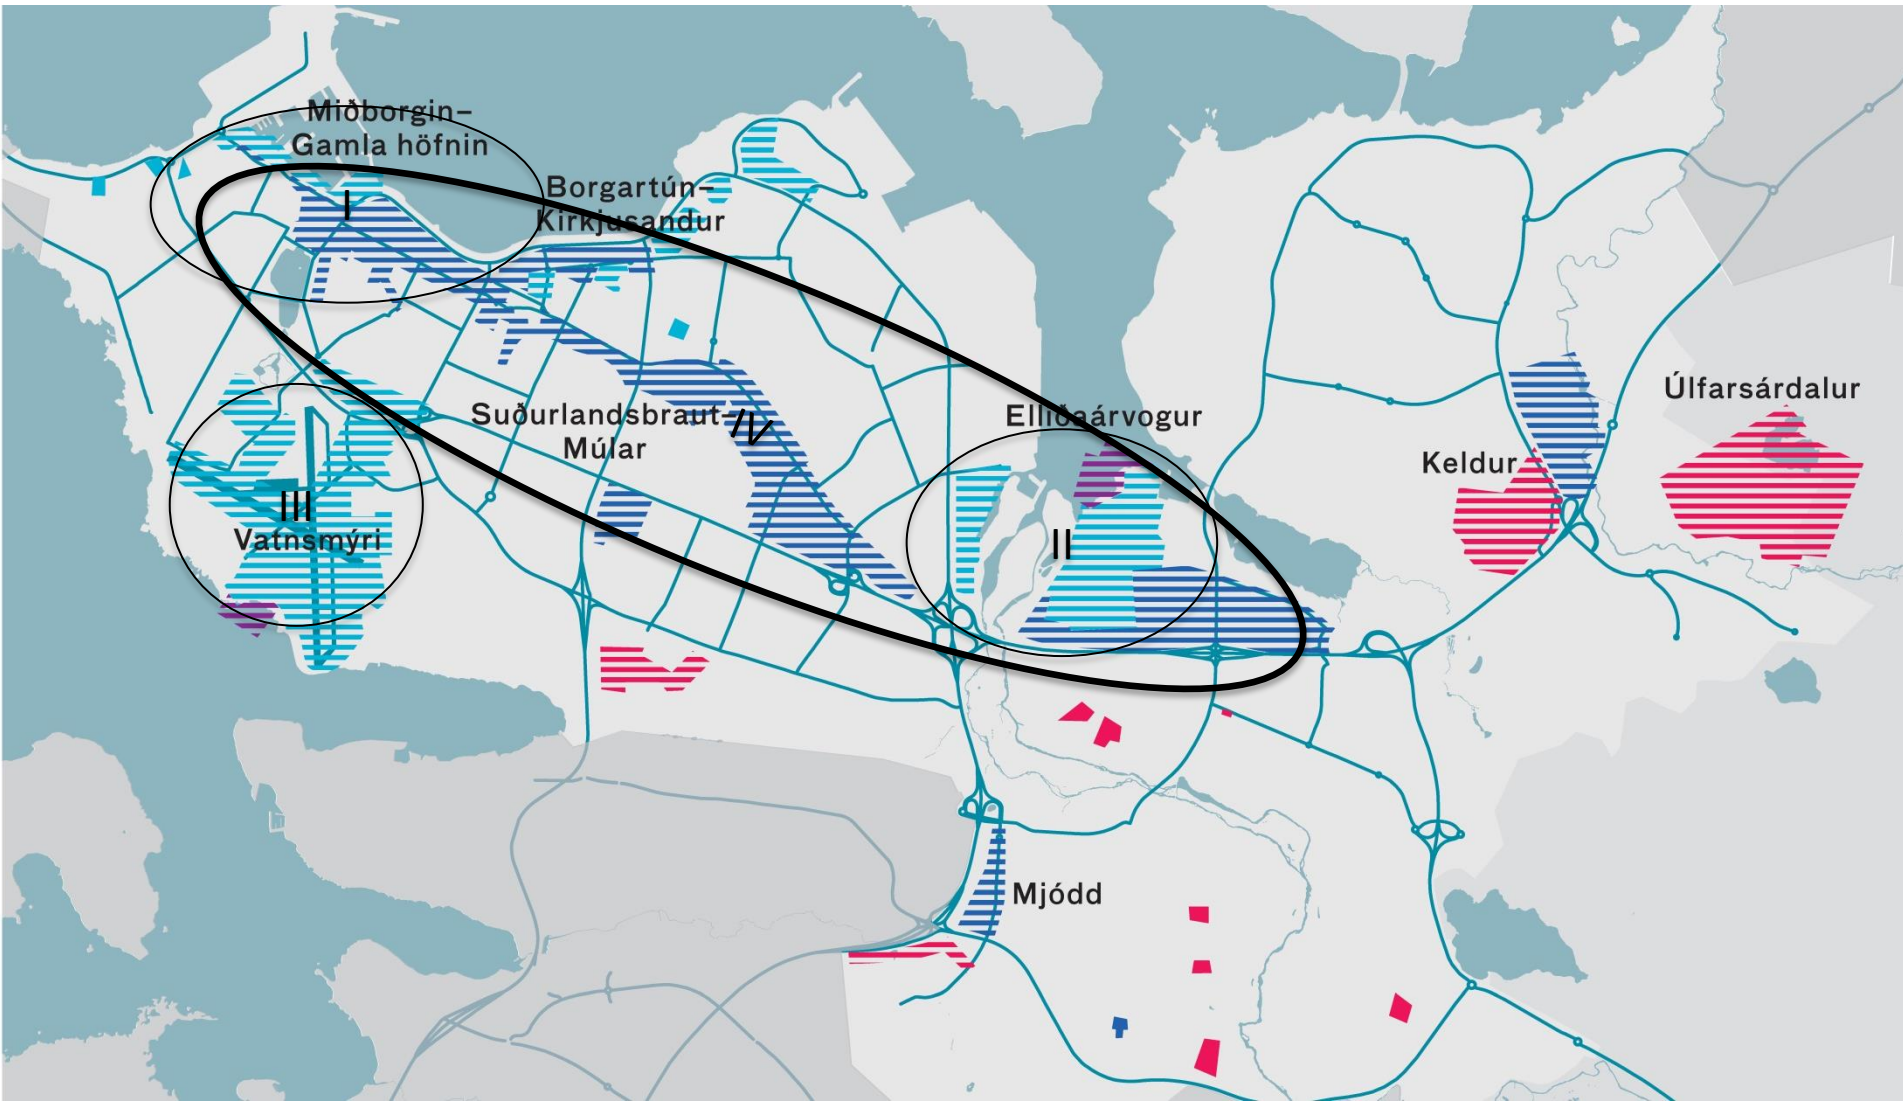 Miðborgin–
Gamla höfnin
I
Borgartún–
Kirkjusandur
Suðurlandsbraut–
Múlar
IV
Elliðaárvogur
II
III
Vatnsmýri
Keldur
Úlfarsárdalur
Mjódd